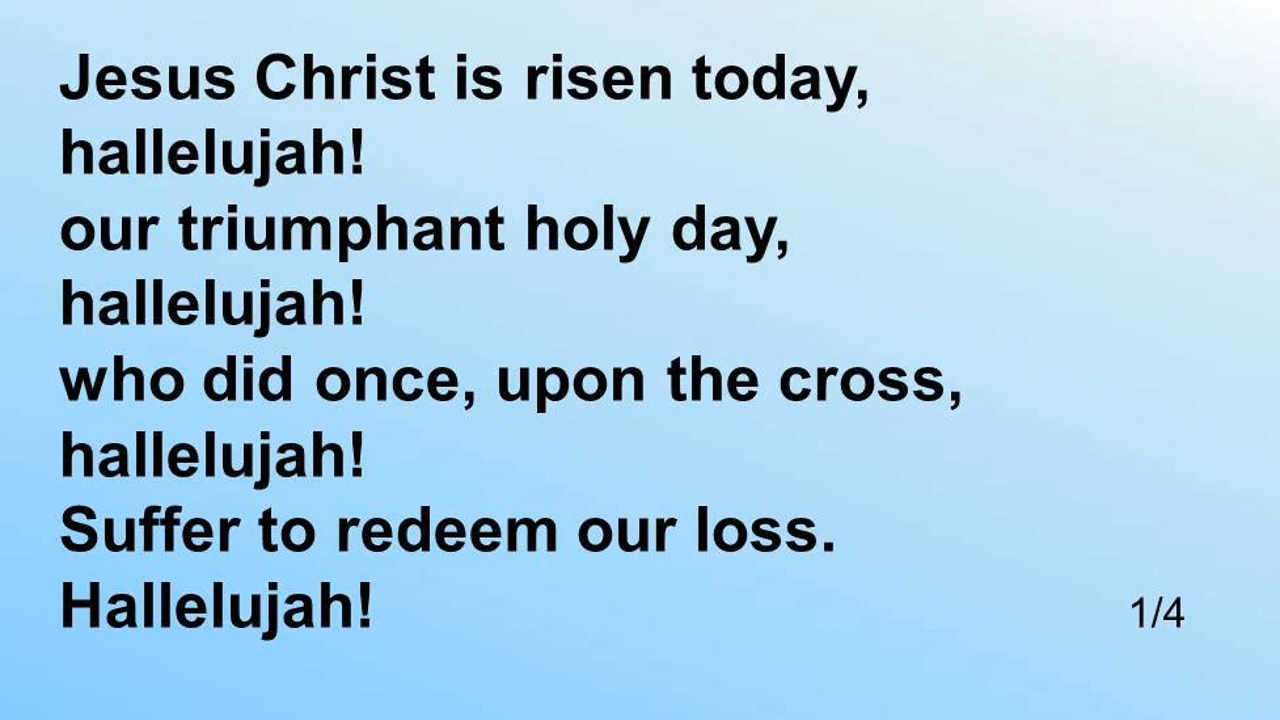 Jesus Christ is risen today,
hallelujah!
our triumphant holy day,
hallelujah!
who did once, upon the cross,
hallelujah!
Suffer to redeem our loss.
Hallelujah!
1/4